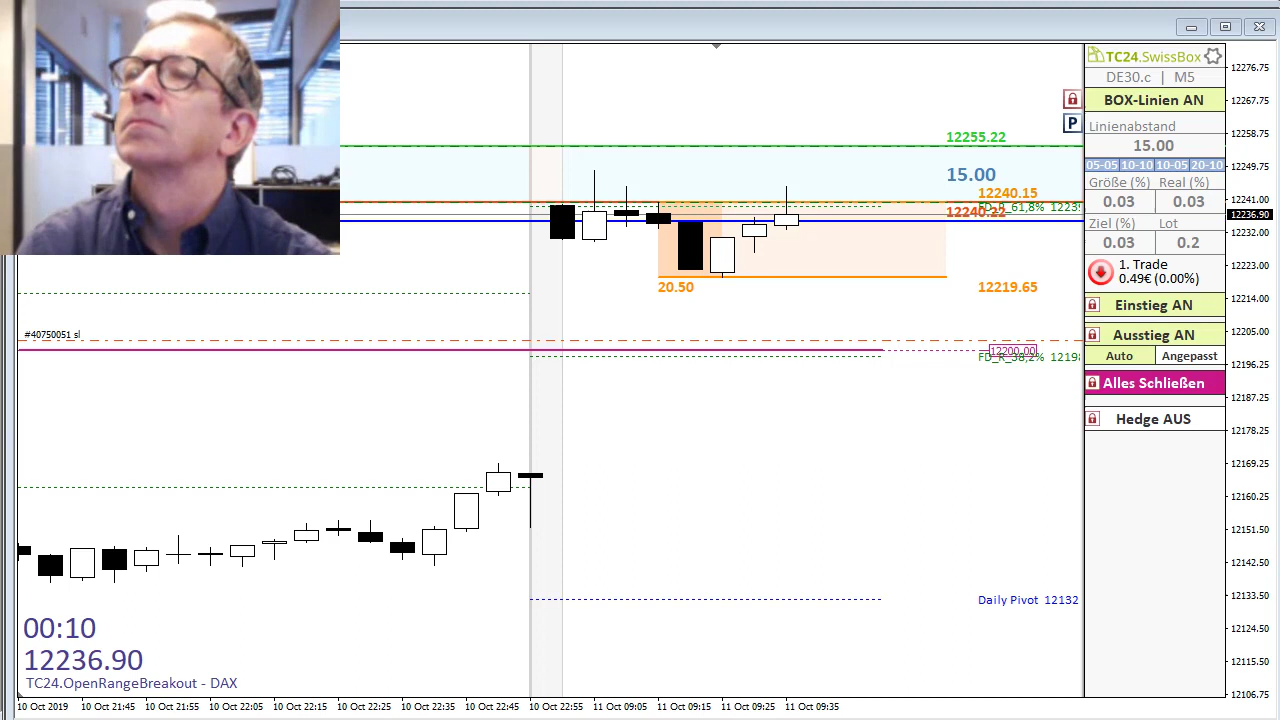 TC24.SwissBox
DE30.c | M5
BOX-Linien AN
Linienabstand
15.00
05-05 10-10 10-05 20-10
Größe (%) Real (%)
0.03 0.03
Ziel (%) Lot
0.03 0.2
1. Trade
0.49€ (0.00%)
Einstieg AN
Ausstieg AN
Auto Angepasst
Alles Schließen
Hedge AUS
P
12255.22
15.00
12240.15
FD_R_61,8%
12240.22
20.50
12219.65
#40750051 sl
12200.00
FD_R_38,2% 1219
Daily Pivot 12132
00:10
12236.90
TC24.OpenRangeBreakout - DAX
12276.75
12267.75
12258.75
12249.75
12241.00
12236.90
12232.00
12223.00
12214.00
12205.00
12196.25
12187.25
12178.25
12169.25
12160.25
12151.50
12142.50
12133.50
12124.50
12115.50
12106.75
10 Oct 2019
10 Oct 21:45
10 Oct 21:55
10 Oct 22:05
10 Oct 22:15
10 Oct 22:25
10 Oct 22:35
10 Oct 22:45
10 Oct 22:55
11 Oct 09:05
11 Oct 09:15
11 Oct 09:25
11 Oct 09:35